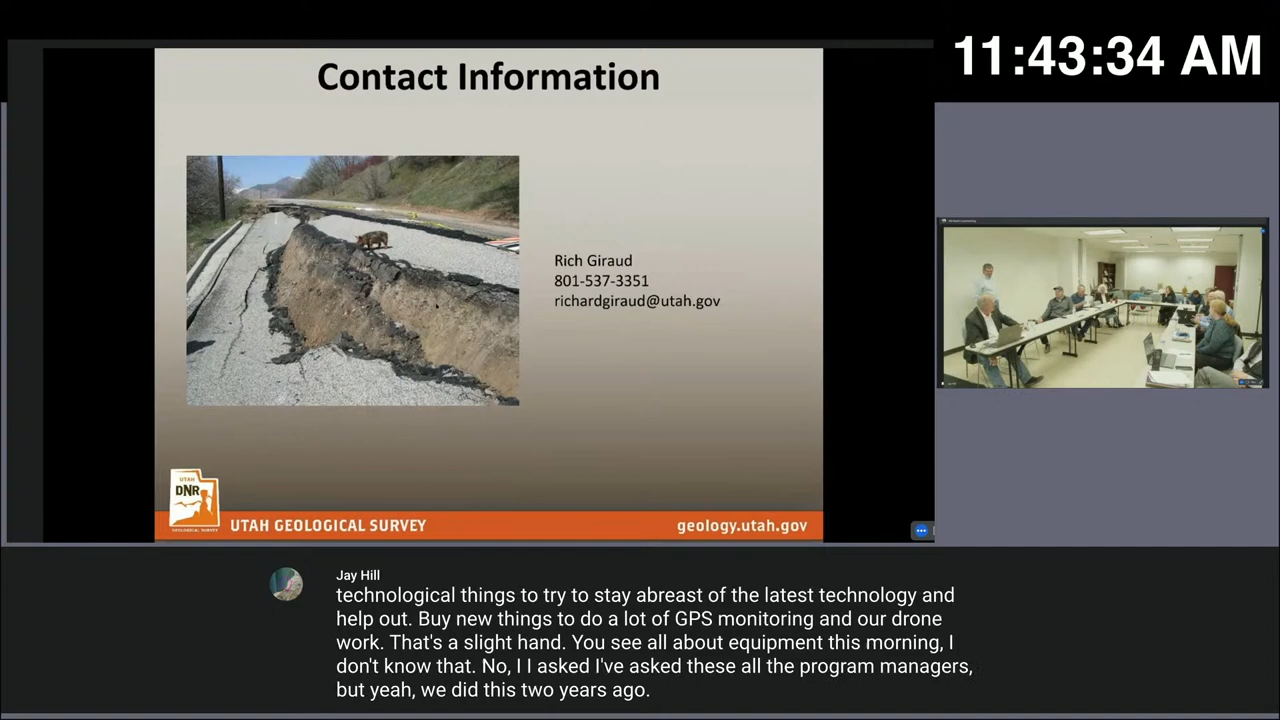 Contact Information
11:43:34 AM
Rich Giraud
801-537-3351
richardgiraud@utah.gov
UTAH
DNR
GEOLOGICAL SURVEY
UTAH GEOLOGICAL SURVEY
geology.utah.gov
Jay Hill
technological things to try to stay abreast of the latest technology and
help out. Buy new things to do a lot of GPS monitoring and our drone
work. That's a slight hand. You see all about equipment this morning, I
don't know that. No, I I asked I've asked these all the program managers,
but yeah, we did this two years ago.